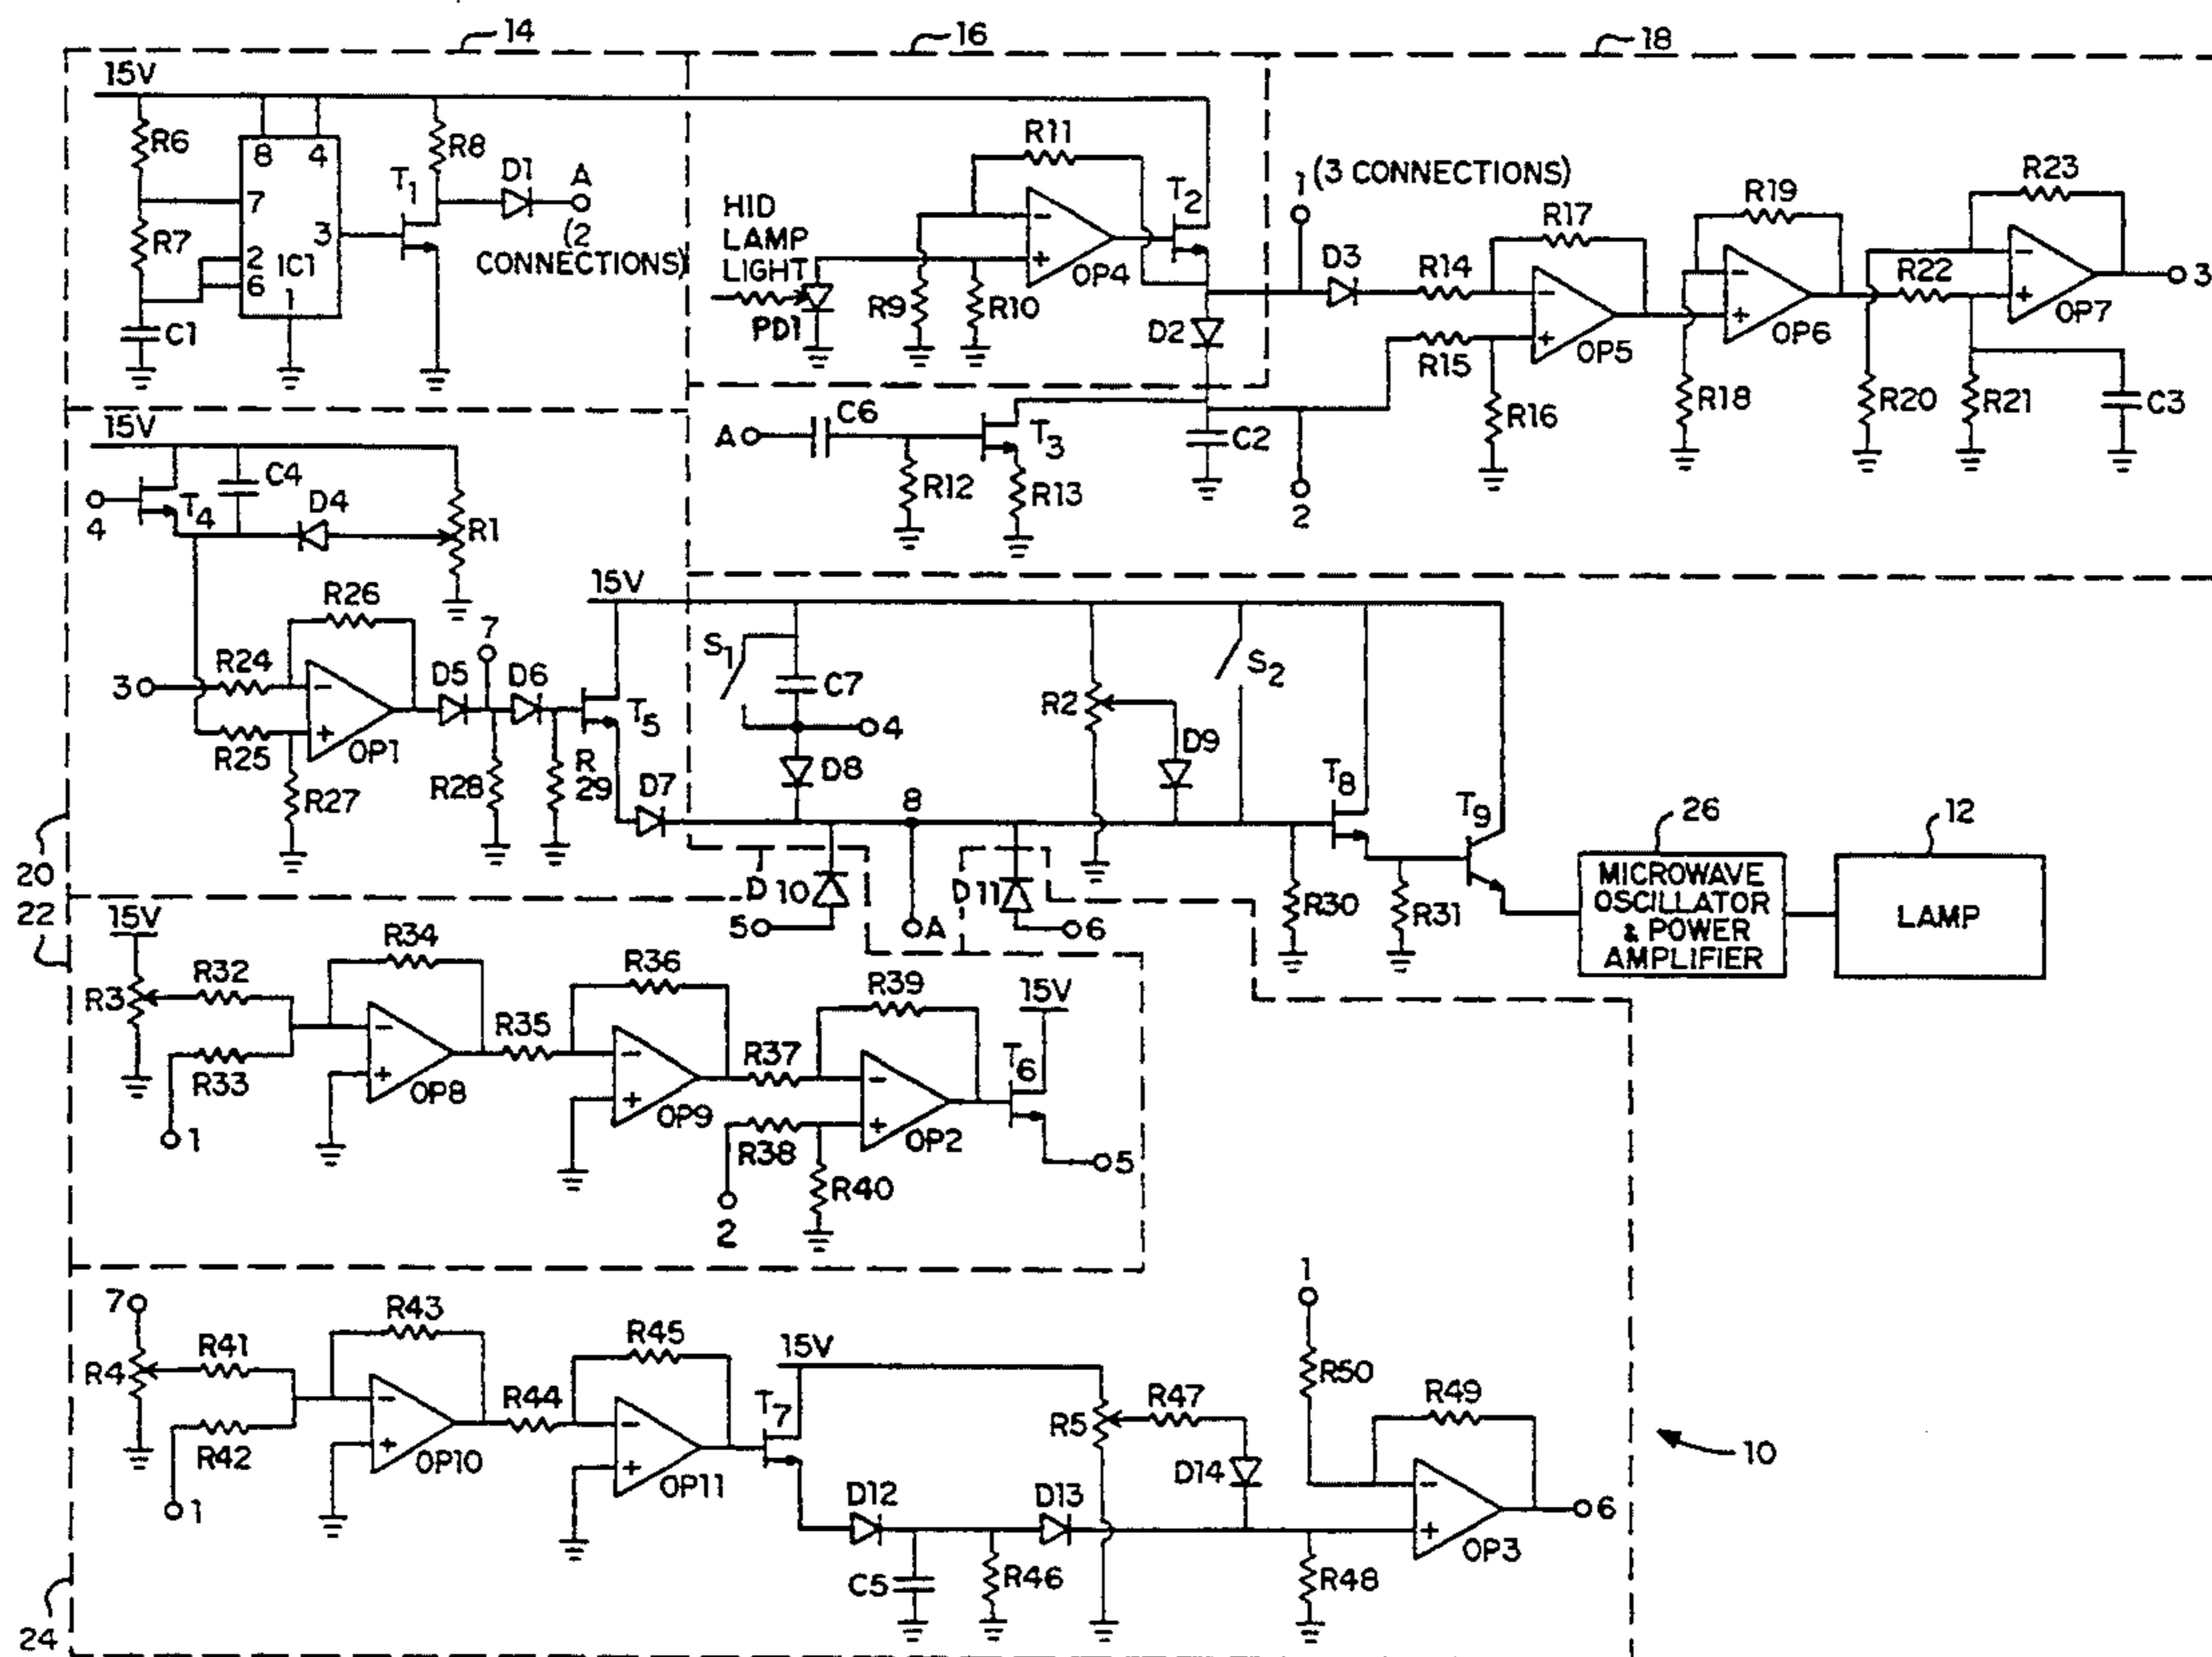 14
16
18
15V
R6
8
4
R8
D1
A
T1
7
R7
3
(2
CONNECTIONS)
2
IC1
6
1
C1
HID
LAMP
LIGHT
PD1
R11
OP4
R9
R10
T2
D2
1 (3 CONNECTIONS)
D3
R14
R17
R15
OP5
R16
R19
OP6
R18
R22
R23
OP7
3
R20
R21
C3
A
C6
R12
T3
R13
C2
2
15V
4
T4
C4
D4
R1
15V
R26
3
R24
R25
OP1
R27
D5
7
D6
R28
R
29
T5
D7
S1
C7
4
D8
8
R2
D9
S2
T8
T9
R30
R31
26
MICROWAVE
OSCILLATOR
& POWER
AMPLIFIER
12
LAMP
20
22
D10
5
A
D11
6
15V
R3
R32
R33
1
R34
OP8
R35
R36
OP9
R37
R38
2
R39
OP2
R40
15V
T6
5
7
R4
R41
R42
1
R43
OP10
R44
R45
OP11
15V
T7
D12
C5
R46
D13
R5
R47
D14
R48
1
R50
R49
OP3
6
10
24